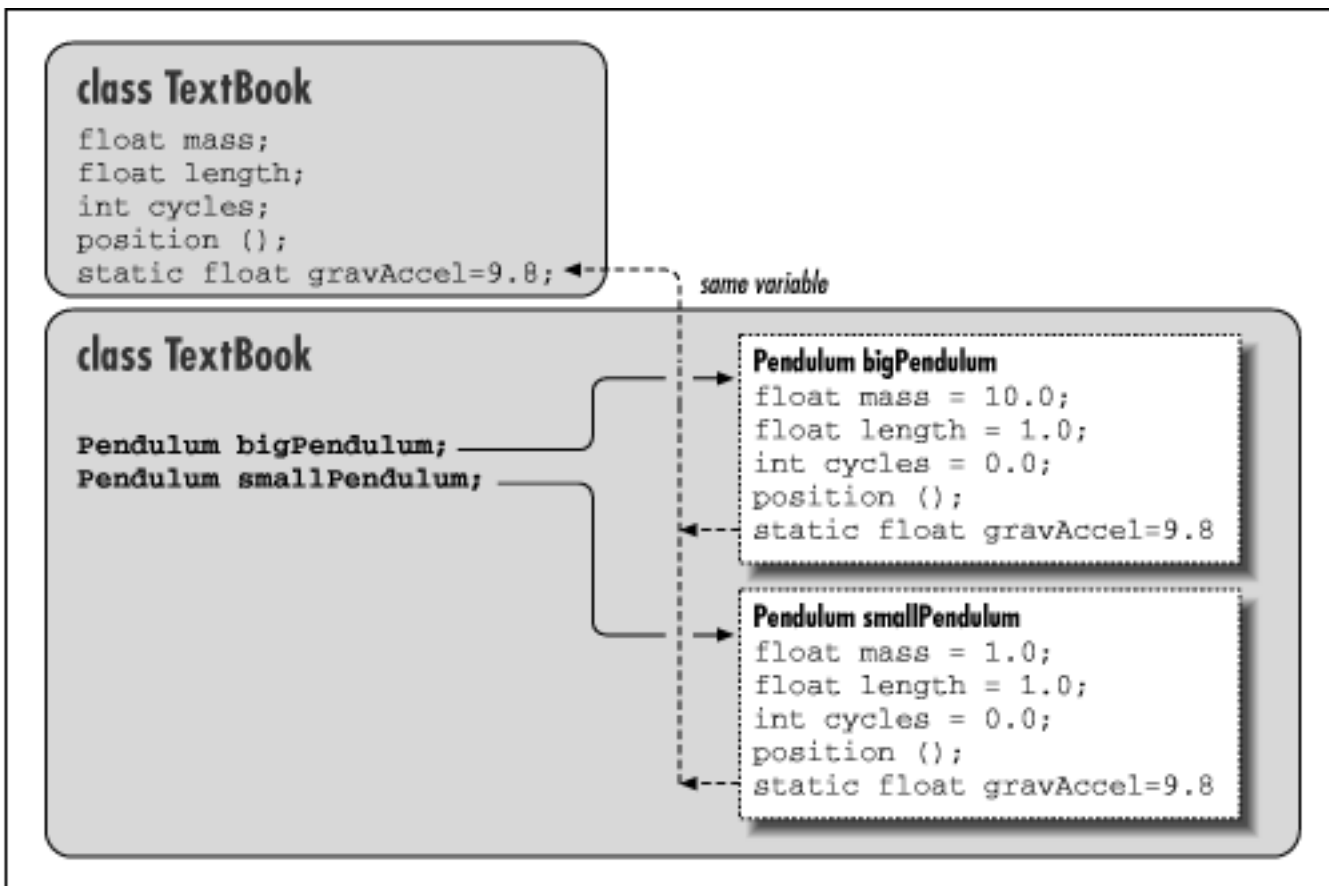 class TextBook
float mass;
float length;
int cycles;
position ();
static float gravAccel=9.8;
same variable
class TextBook
Pendulum bigPendulum;
Pendulum smallPendulum;
Pendulum bigPendulum
float mass = 10.0;
float length = 1.0;
int cycles = 0.0;
position ();
static float gravAccel=9.8
Pendulum smallPendulum
float mass = 1.0;
float length = 1.0;
int cycles = 0.0;
position ();
static float gravAccel=9.8